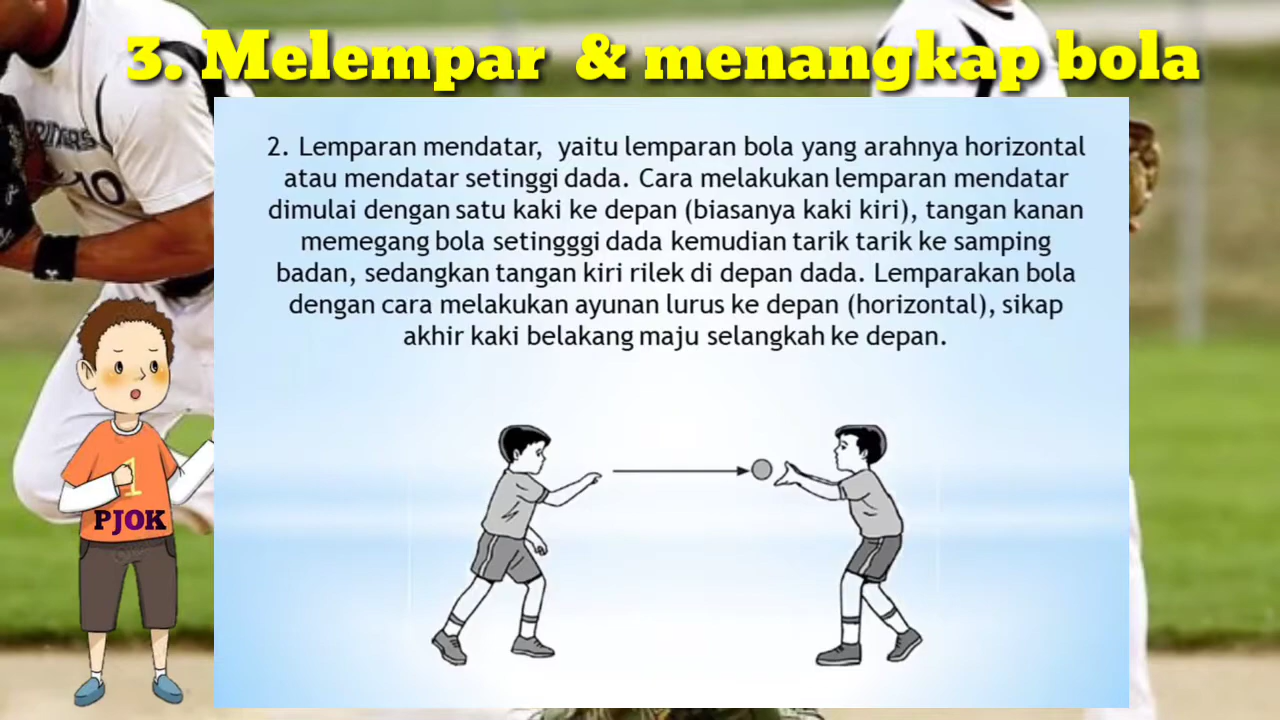 3. Melempar & menangkap bola
2. Lemparan mendatar, yaitu lemparan bola yang arahnya horizontal
atau mendatar setinggi dada. Cara melakukan lemparan mendatar
dimulai dengan satu kaki ke depan (biasanya kaki kiri), tangan kanan
memegang bola setingggi dada kemudian tarik tarik ke samping
badan, sedangkan tangan kiri rilek di depan dada. Lemparakan bola
dengan cara melakukan ayunan lurus ke depan (horizontal), sikap
akhir kaki belakang maju selangkah ke depan.
10
1
PJOK